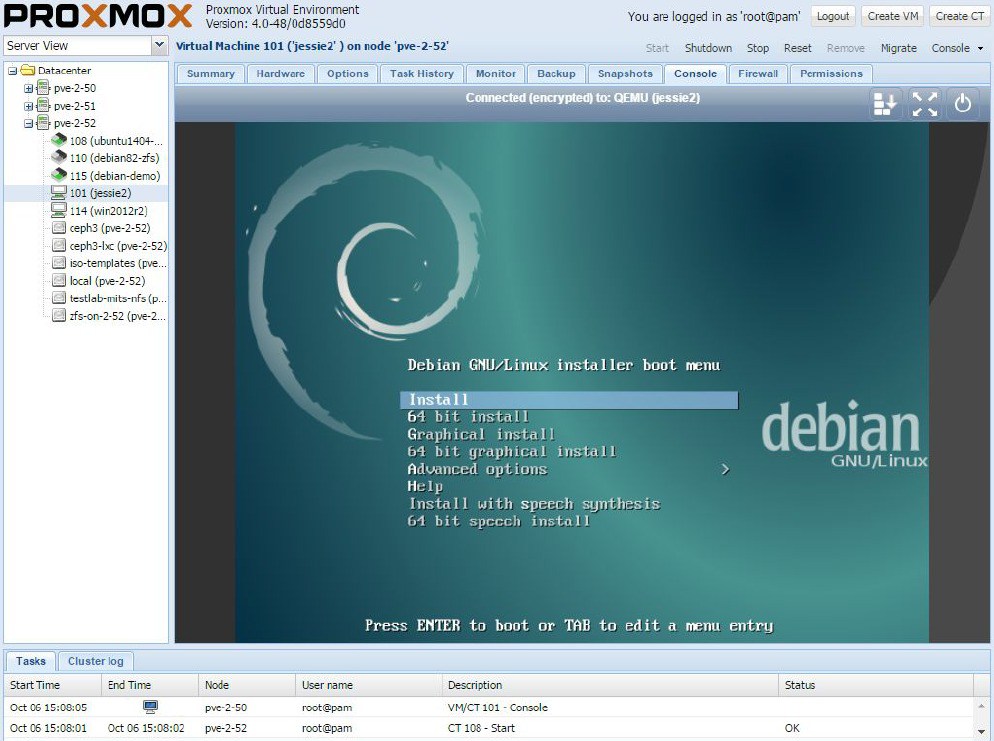 PROXMOX
Proxmox Virtual Environment
Version: 4.0-48/0d8559d0
You are logged in as 'root@pam'
Logout
Create VM
Create CT
Server View
Virtual Machine 101 ('jessie2' ) on node 'pve-2-52'
Start
Shutdown
Stop
Reset
Remove
Migrate
Console
Datacenter
pve-2-50
pve-2-51
pve-2-52
108 (ubuntu1404-...
110 (debian82-zfs)
115 (debian-demo)
101 (jessie2)
114 (win2012r2)
ceph3 (pve-2-52)
ceph3-lxc (pve-2-52)
iso-templates (pve...
local (pve-2-52)
testlab-mits-nfs (p...
zfs-on-2-52 (pve-2...
Summary
Hardware
Options
Task History
Monitor
Backup
Snapshots
Console
Firewall
Permissions
Connected (encrypted) to: QEMU (jessie2)
Debian GNU/Linux installer boot menu
Install
64 bit install
Graphical install
64 bit graphical install
Advanced options >
Help
Install with speech synthesis
64 bit speech install
debian
GNU/Linux
Press ENTER to boot or TAB to edit a menu entry
Tasks
Cluster log
Start Time End Time Node User name Description Status
Oct 06 15:08:05 pve-2-50 root@pam VM/CT 101 - Console
Oct 06 15:08:01 Oct 06 15:08:02 pve-2-52 root@pam CT 108 - Start OK